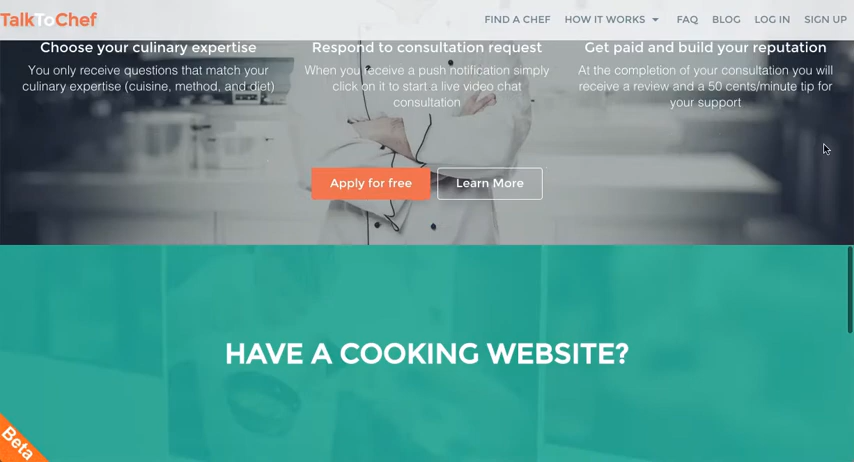 TalkToChef
FIND A CHEF HOW IT WORKS FAQ BLOG LOG IN SIGN UP
Choose your culinary expertise
You only receive questions that match your
culinary expertise (cuisine, method, and diet)
Respond to consultation request
When you receive a push notification simply
click on it to start a live video chat
consultation
Get paid and build your reputation
At the completion of your consultation you will
receive a review and a 50 cents/minute tip for
your support
Apply for free
Learn More
HAVE A COOKING WEBSITE?
Beta